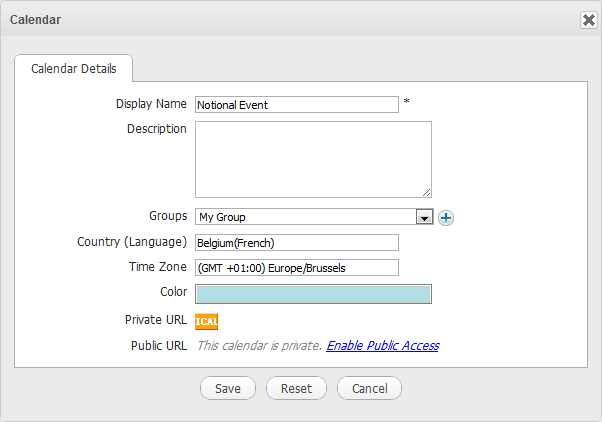 Calendar
Calendar Details
Display Name Notional Event *
Description
Groups My Group
Country (Language) Belgium(French)
Time Zone (GMT +01:00) Europe/Brussels
Color
Private URL ICAL
Public URL This calendar is private. Enable Public Access
Save Reset Cancel